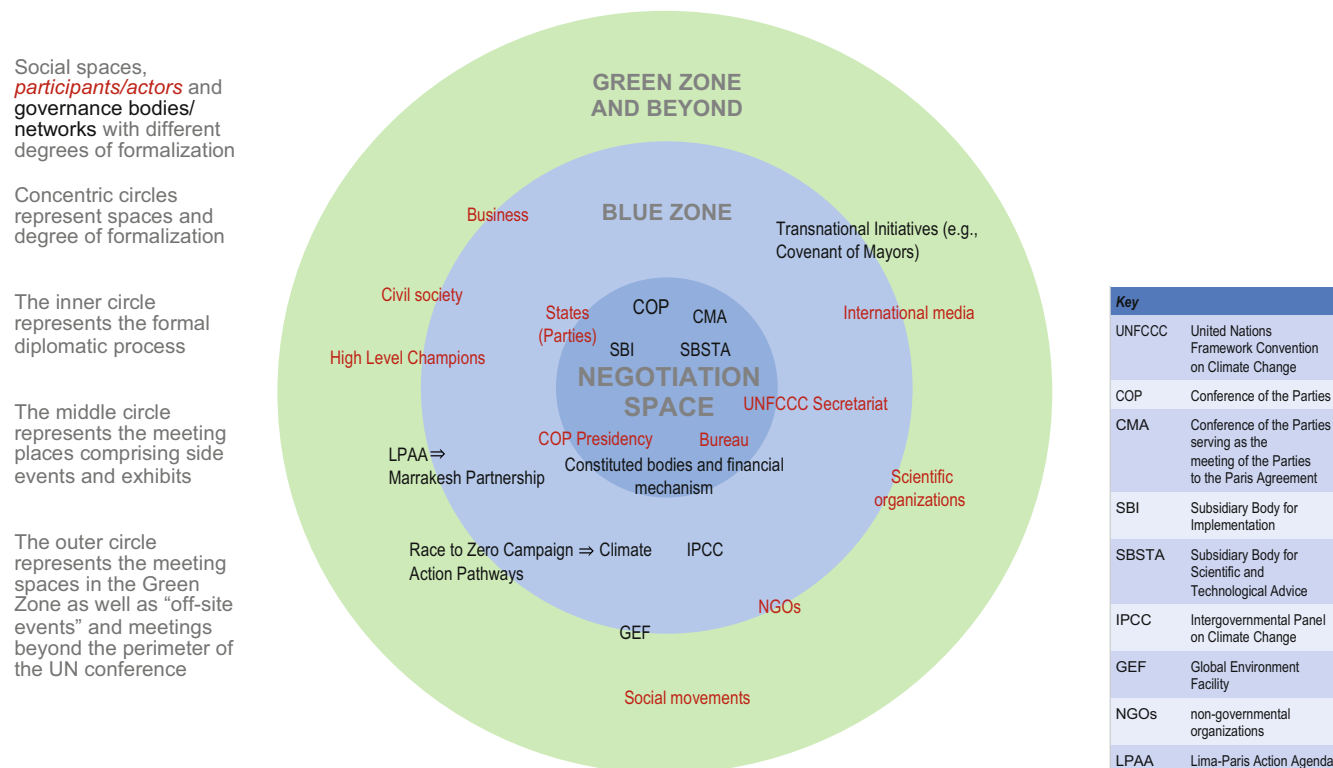 Social spaces,
participants/actors and
governance bodies/
networks with different
degrees of formalization
Concentric circles
represent spaces and
degree of formalization
The inner circle
represents the formal
diplomatic process
The middle circle
represents the meeting
places comprising side
events and exhibits
The outer circle
represents the meeting
spaces in the Green
Zone as well as “off-site
events” and meetings
beyond the perimeter of
the UN conference
GREEN ZONE
AND BEYOND
BLUE ZONE
Business
Transnational Initiatives (e.g.,
Covenant of Mayors)
Civil society
States
(Parties)
COP
CMA
International media
SBI
SBSTA
High Level Champions
NEGOTIATION
SPACE
UNFCCC Secretariat
COP Presidency
Bureau
LPAA⇒
Marrakesh Partnership
Constituted bodies and financial
mechanism
Scientific
organizations
Race to Zero Campaign ⇒ Climate
Action Pathways
IPCC
NGOs
GEF
Social movements
Key
UNFCCC United Nations
Framework Convention
on Climate Change
COP Conference of the Parties
CMA Conference of the Parties
serving as the
meeting of the Parties
to the Paris Agreement
SBI Subsidiary Body for
Implementation
SBSTA Subsidiary Body for
Scientific and
Technological Advice
IPCC Intergovernmental Panel
on Climate Change
GEF Global Environment
Facility
NGOs non-governmental
organizations
LPAA Lima-Paris Action Agenda